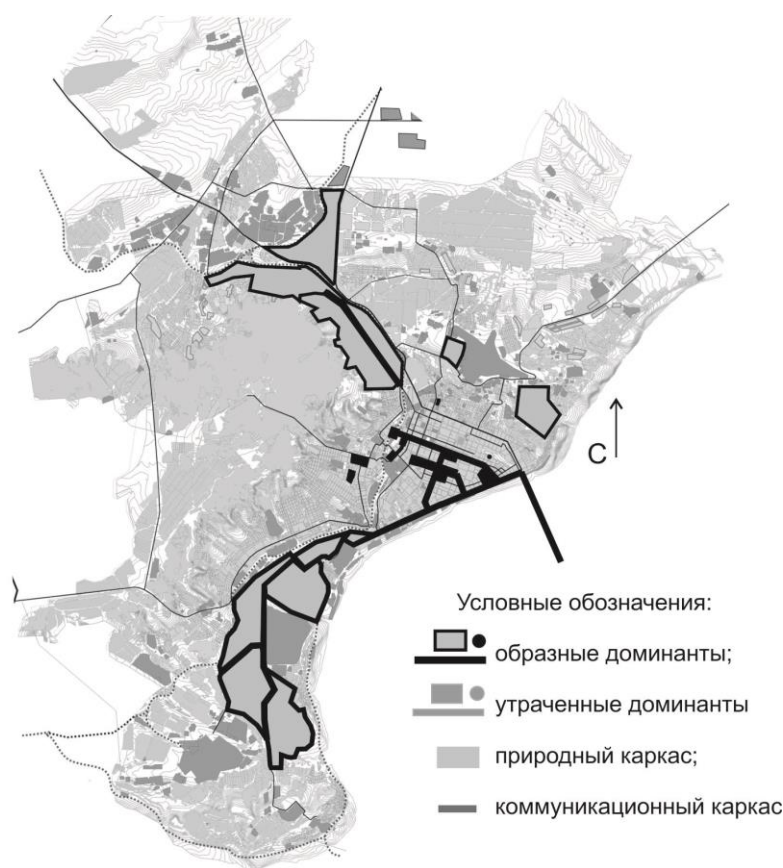 С
Условные обозначения:
образные доминанты;
утраченные доминанты
природный каркас;
коммуникационный каркас